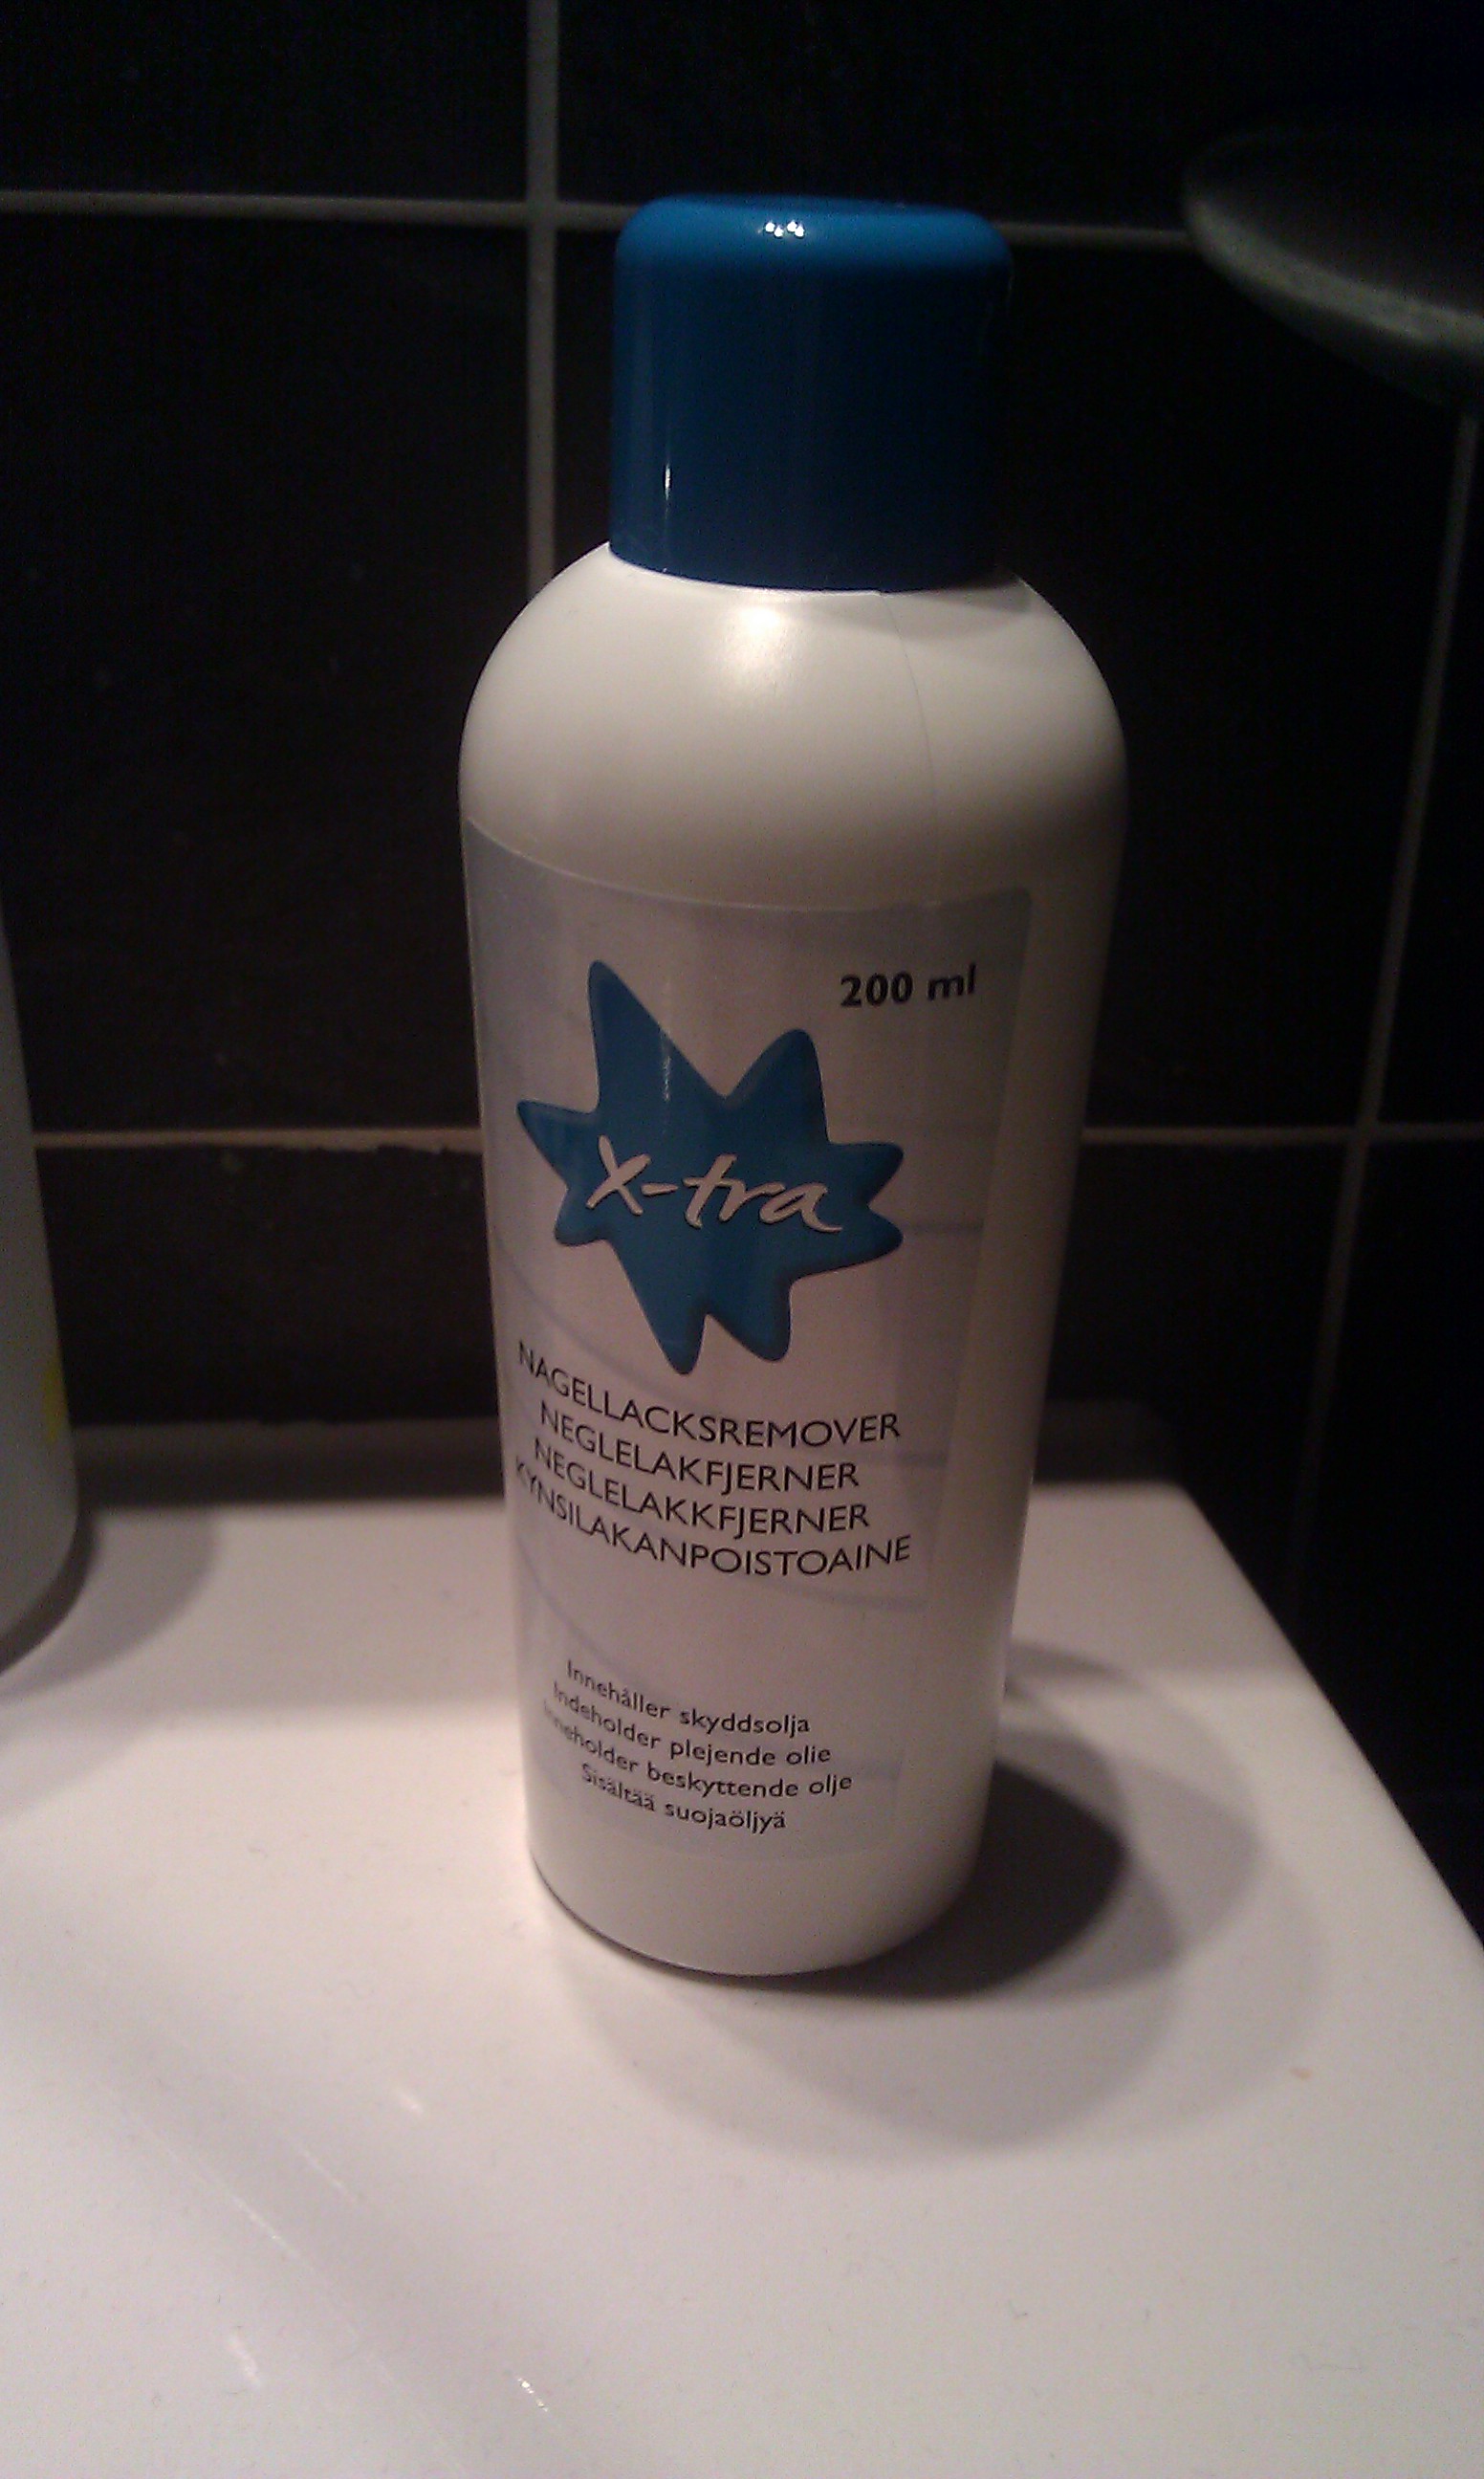 200 ml
x-tra
NAGELLACKSREMOVER
NEGLELAKFJERNER
NEGLELAKKFJERNER
KYNSILAKANPOISTOAINE
Innehåller skyddsolja
Indeholder plejende olie
Inneholder beskyttende olje
Sisältää suojaöljyä